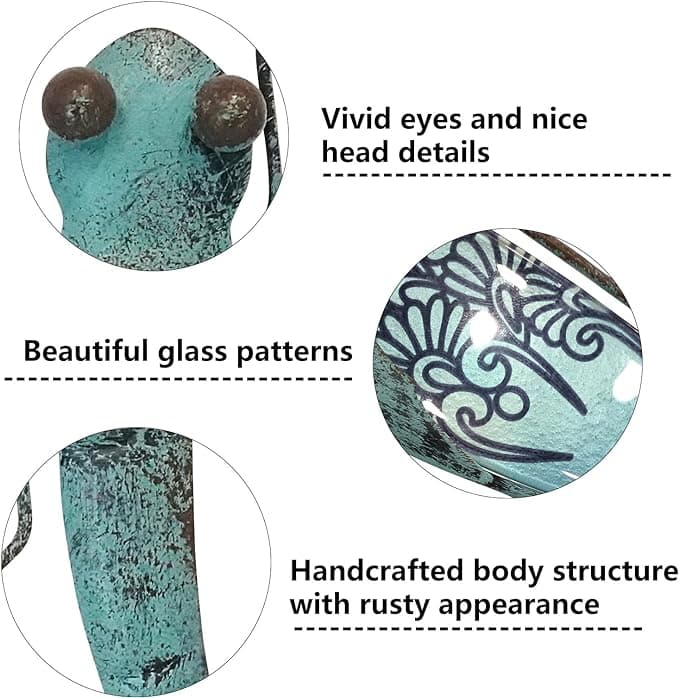 Vivid eyes and nice
head details
Beautiful glass patterns
Handcrafted body structure
with rusty appearance